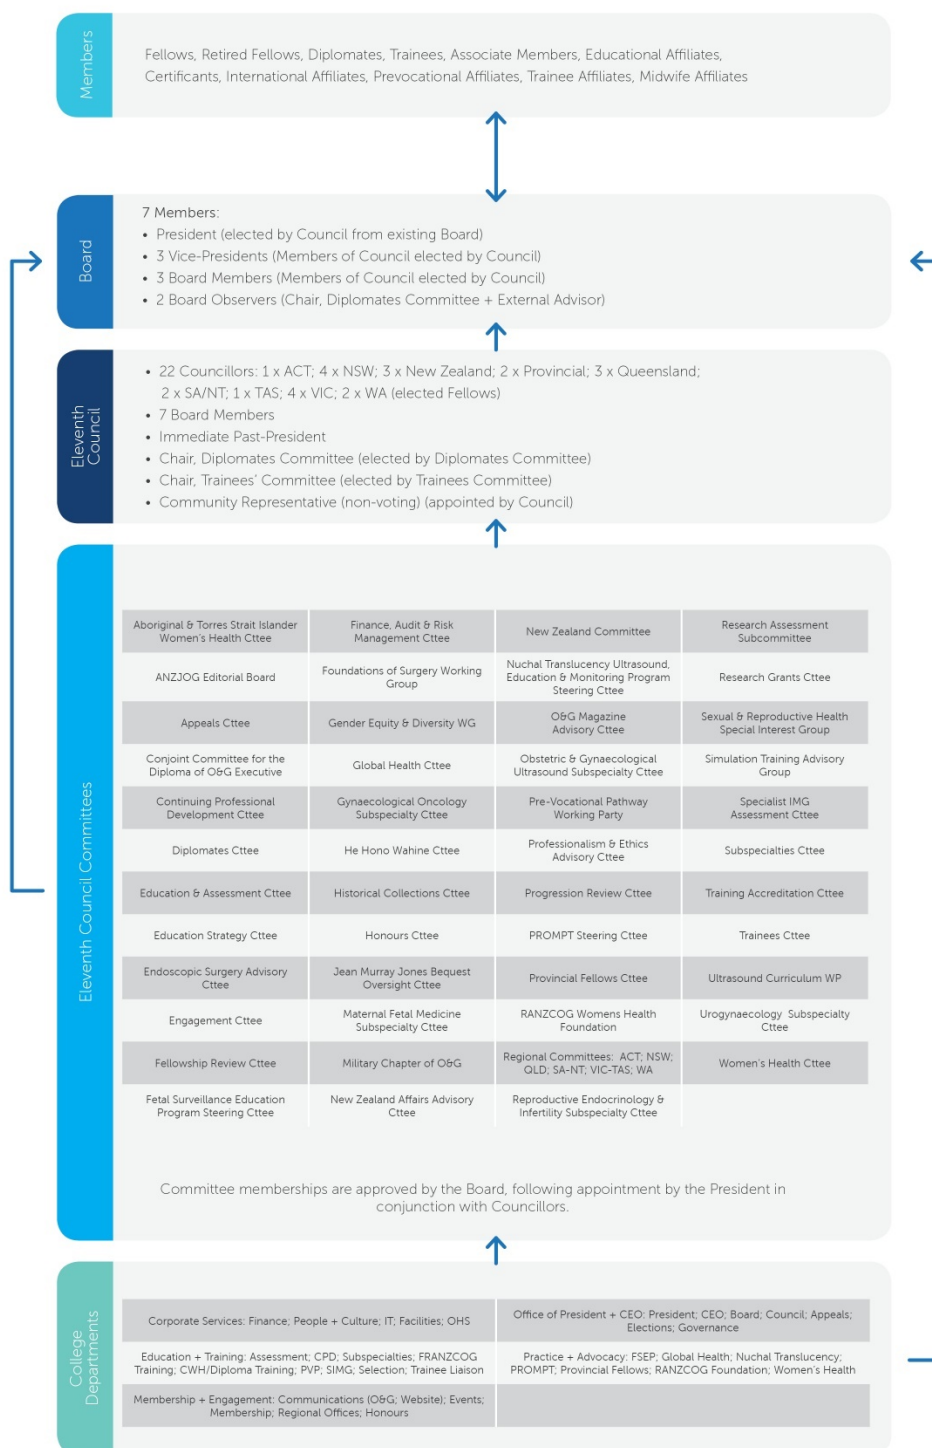 Members
Fellows, Retired Fellows, Diplomates, Trainees, Associate Members, Educational Affiliates,
Certificants, International Affiliates, Prevocational Affiliates, Trainee Affiliates, Midwife Affiliates
Board
7 Members:
• President (elected by Council from existing Board)
• 3 Vice-Presidents (Members of Council elected by Council)
• 3 Board Members (Members of Council elected by Council)
• 2 Board Observers (Chair, Diplomates Committee + External Advisor)
Eleventh
Council
• 22 Councillors: 1 x ACT; 4 x NSW; 3 x New Zealand; 2 x Provincial; 3 x Queensland;
2 x SA/NT; 1 x TAS; 4 x VIC; 2 x WA (elected Fellows)
• 7 Board Members
• Immediate Past-President
• Chair, Diplomates Committee (elected by Diplomates Committee)
• Chair, Trainees' Committee (elected by Trainees Committee)
• Community Representative (non-voting) (appointed by Council)
Eleventh Council Committees
Aboriginal & Torres Strait Islander
Women's Health Cttee
Finance, Audit & Risk
Management Cttee
New Zealand Committee
Research Assessment
Subcommittee
ANZJOG Editorial Board
Foundations of Surgery Working
Group
Nuchal Translucency Ultrasound,
Education & Monitoring Program
Steering Cttee
Research Grants Cttee
Appeals Cttee
Gender Equity & Diversity WG
O&G Magazine
Advisory Cttee
Sexual & Reproductive Health
Special Interest Group
Conjoint Committee for the
Diploma of O&G Executive
Global Health Cttee
Obstetric & Gynaecological
Ultrasound Subspecialty Cttee
Simulation Training Advisory
Group
Continuing Professional
Development Cttee
Gynaecological Oncology
Subspecialty Cttee
Pre-Vocational Pathway
Working Party
Specialist IMG
Assessment Cttee
Diplomates Cttee
He Hono Wahine Cttee
Professionalism & Ethics
Advisory Cttee
Subspecialties Cttee
Education & Assessment Cttee
Historical Collections Cttee
Progression Review Cttee
Training Accreditation Cttee
Education Strategy Cttee
Honours Cttee
PROMPT Steering Cttee
Trainees Cttee
Endoscopic Surgery Advisory
Cttee
Jean Murray Jones Bequest
Oversight Cttee
Provincial Fellows Cttee
Ultrasound Curriculum WP
Engagement Cttee
Maternal Fetal Medicine
Subspecialty Cttee
RANZCOG Womens Health
Foundation
Urogynaecology Subspecialty
Cttee
Fellowship Review Cttee
Military Chapter of O&G
Regional Committees: ACT; NSW;
QLD; SA-NT; VIC-TAS; WA
Women's Health Cttee
Fetal Surveillance Education
Program Steering Cttee
New Zealand Affairs Advisory
Cttee
Reproductive Endocrinology &
Infertility Subspecialty Cttee
Committee memberships are approved by the Board, following appointment by the President in
conjunction with Councillors.
College
Departments
Corporate Services: Finance; People + Culture; IT; Facilities; OHS
Office of President + CEO: President; CEO; Board; Council; Appeals;
Elections; Governance
Education + Training: Assessment; CPD; Subspecialties; FRANZCOG
Training; CWH/Diploma Training; PVP; SIMG; Selection; Trainee Liaison
Practice + Advocacy: FSEP; Global Health; Nuchal Translucency;
PROMPT; Provincial Fellows; RANZCOG Foundation; Women's Health
Membership + Engagement: Communications (O&G; Website); Events;
Membership; Regional Offices; Honours